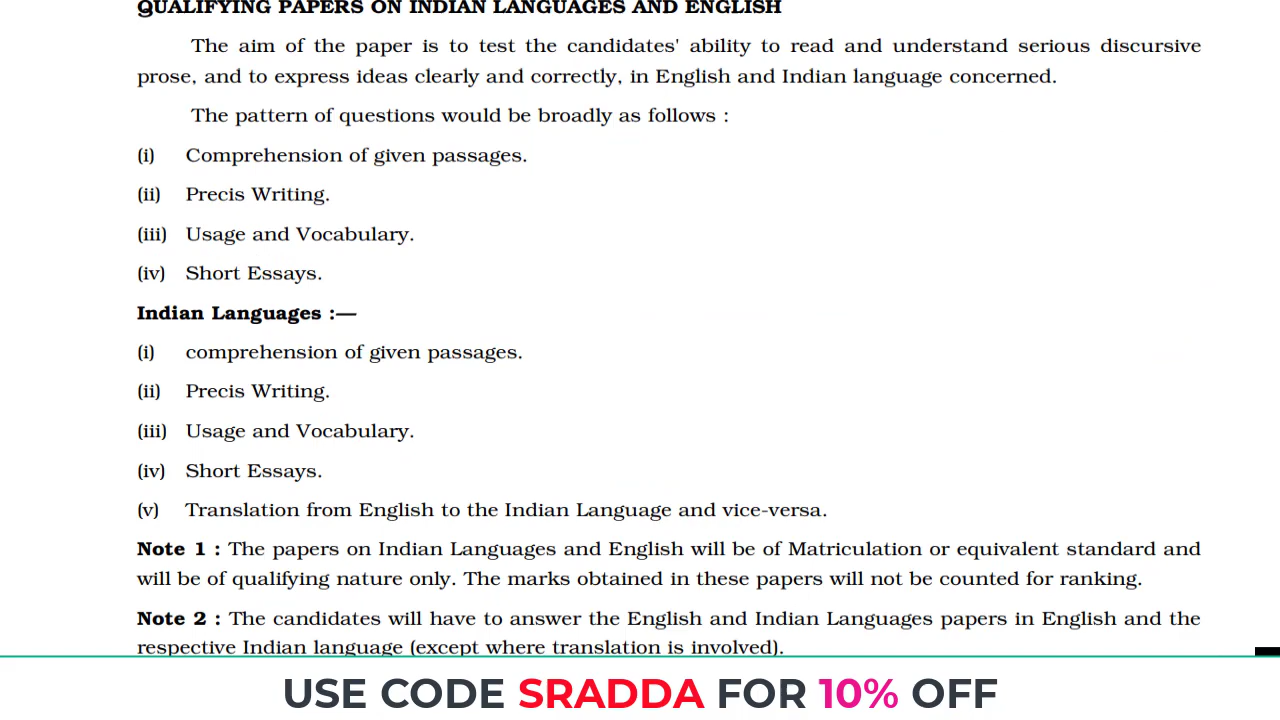 QUALIFYING PAPERS ON INDIAN LANGUAGES AND ENGLISH
The aim of the paper is to test the candidates' ability to read and understand serious discursive
prose, and to express ideas clearly and correctly, in English and Indian language concerned.
The pattern of questions would be broadly as follows :
(i) Comprehension of given passages.
(ii) Precis Writing.
(iii) Usage and Vocabulary.
(iv) Short Essays.
Indian Languages :—
(i) comprehension of given passages.
(ii) Precis Writing.
(iii) Usage and Vocabulary.
(iv) Short Essays.
(v) Translation from English to the Indian Language and vice-versa.
Note 1 : The papers on Indian Languages and English will be of Matriculation or equivalent standard and
will be of qualifying nature only. The marks obtained in these papers will not be counted for ranking.
Note 2 : The candidates will have to answer the English and Indian Languages papers in English and the
respective Indian language (except where translation is involved).
USE CODE SRADDA FOR 10% OFF